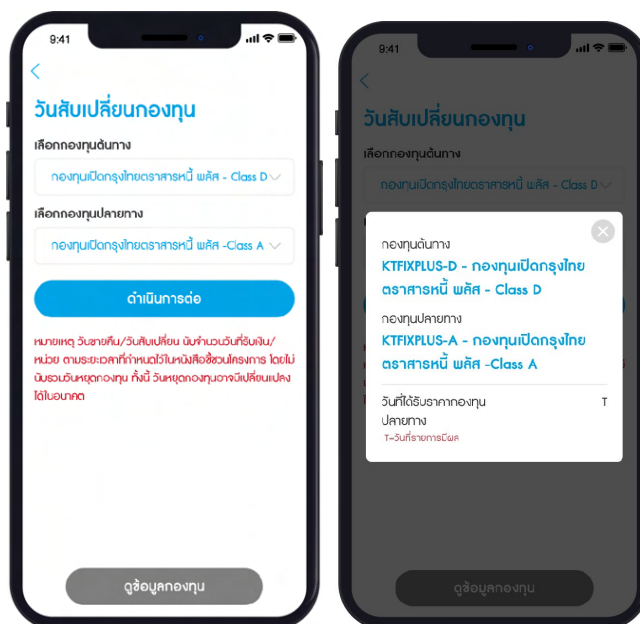 9:41
วันสับเปลี่ยนกองทุน
เลือกกองทุนต้นทาง
กองทุนเปิดกรุงไทยตราสารหนี้ พลัส - Class D
เลือกกองทุนปลายทาง
กองทุนเปิดกรุงไทยตราสารหนี้ พลัส -Class A
ดำเนินการต่อ
หมายเหตุ วันขายคืน/วันสับเปลี่ยน นับจำนวนวันที่รับเงิน/
หน่วย ตามระยะเวลาที่กำหนดไว้ในหนังสือชี้ชวนโครงการ โดยไม่
นับรวมวันหยุดกองทุน ทั้งนี้ วันหยุดกองทุนอาจมีเปลี่ยนแปลง
ได้ในอนาคต
ดูข้อมูลกองทุน
9:41
วันสับเปลี่ยนกองทุน
เลือกกองทุนต้นทาง
กองทุนเปิดกรุงไทยตราสารหนี้ พลัส - Class D
กองทุนต้นทาง
KTFIXPLUS-D - กองทุนเปิดกรุงไทย
ตราสารหนี้ พลัส - Class D
กองทุนปลายทาง
KTFIXPLUS-A - กองทุนเปิดกรุงไทย
ตราสารหนี้ พลัส -Class A
วันที่ได้รับราคากองทุน T
ปลายทาง
T=วันที่รายการมีผล
ดูข้อมูลกองทุน